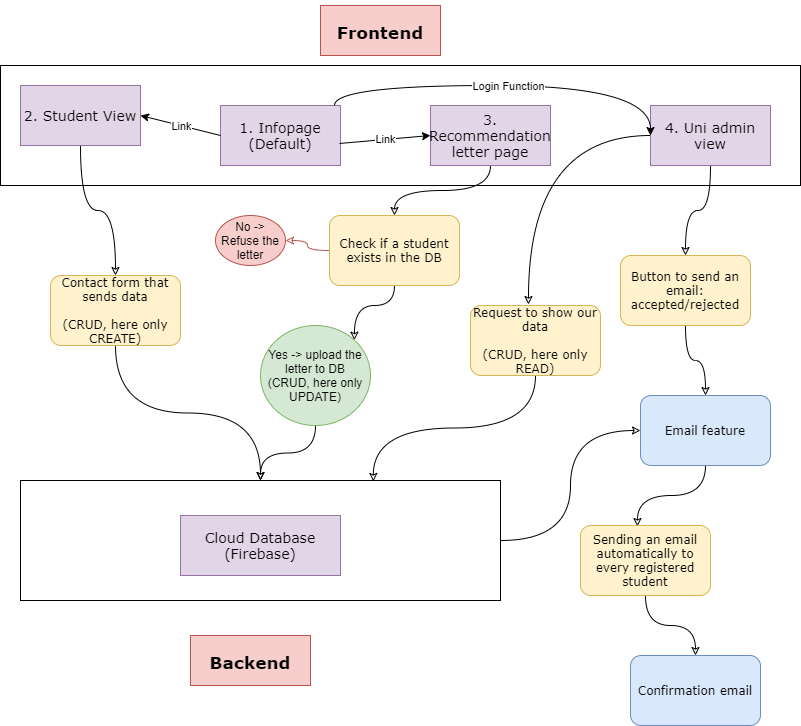 Frontend
Login Function
2. Student View
Link
1. Infopage
(Default)
Link
3.
Recommendation
letter page
4. Uni admin
view
No ->
Refuse the
letter
Check if a student
exists in the DB
Contact form that
sends data
(CRUD, here only
CREATE)
Button to send an
email:
accepted/rejected
Request to show our
data
(CRUD, here only
READ)
Yes -> upload the
letter to DB
(CRUD, here only
UPDATE)
Email feature
Cloud Database
(Firebase)
Sending an email
automatically to
every registered
student
Backend
Confirmation email